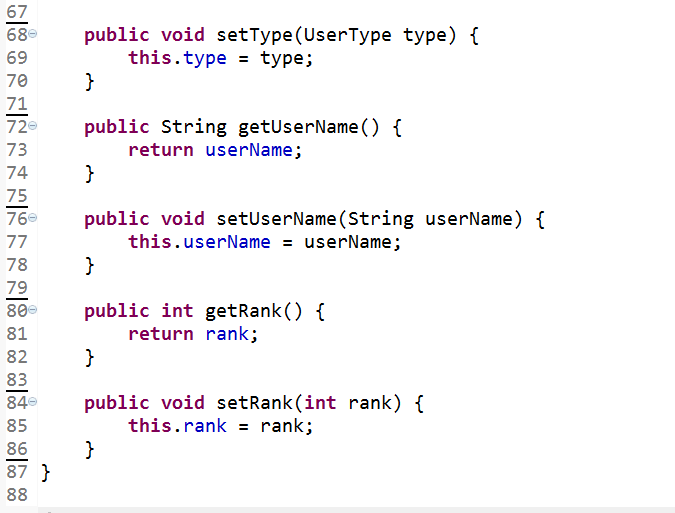 67
68    public void setType(UserType type) {
69        this.type = type;
70    }
71
72    public String getUserName() {
73        return userName;
74    }
75
76    public void setUserName(String userName) {
77        this.userName = userName;
78    }
79
80    public int getRank() {
81        return rank;
82    }
83
84    public void setRank(int rank) {
85        this.rank = rank;
86    }
87 }
88